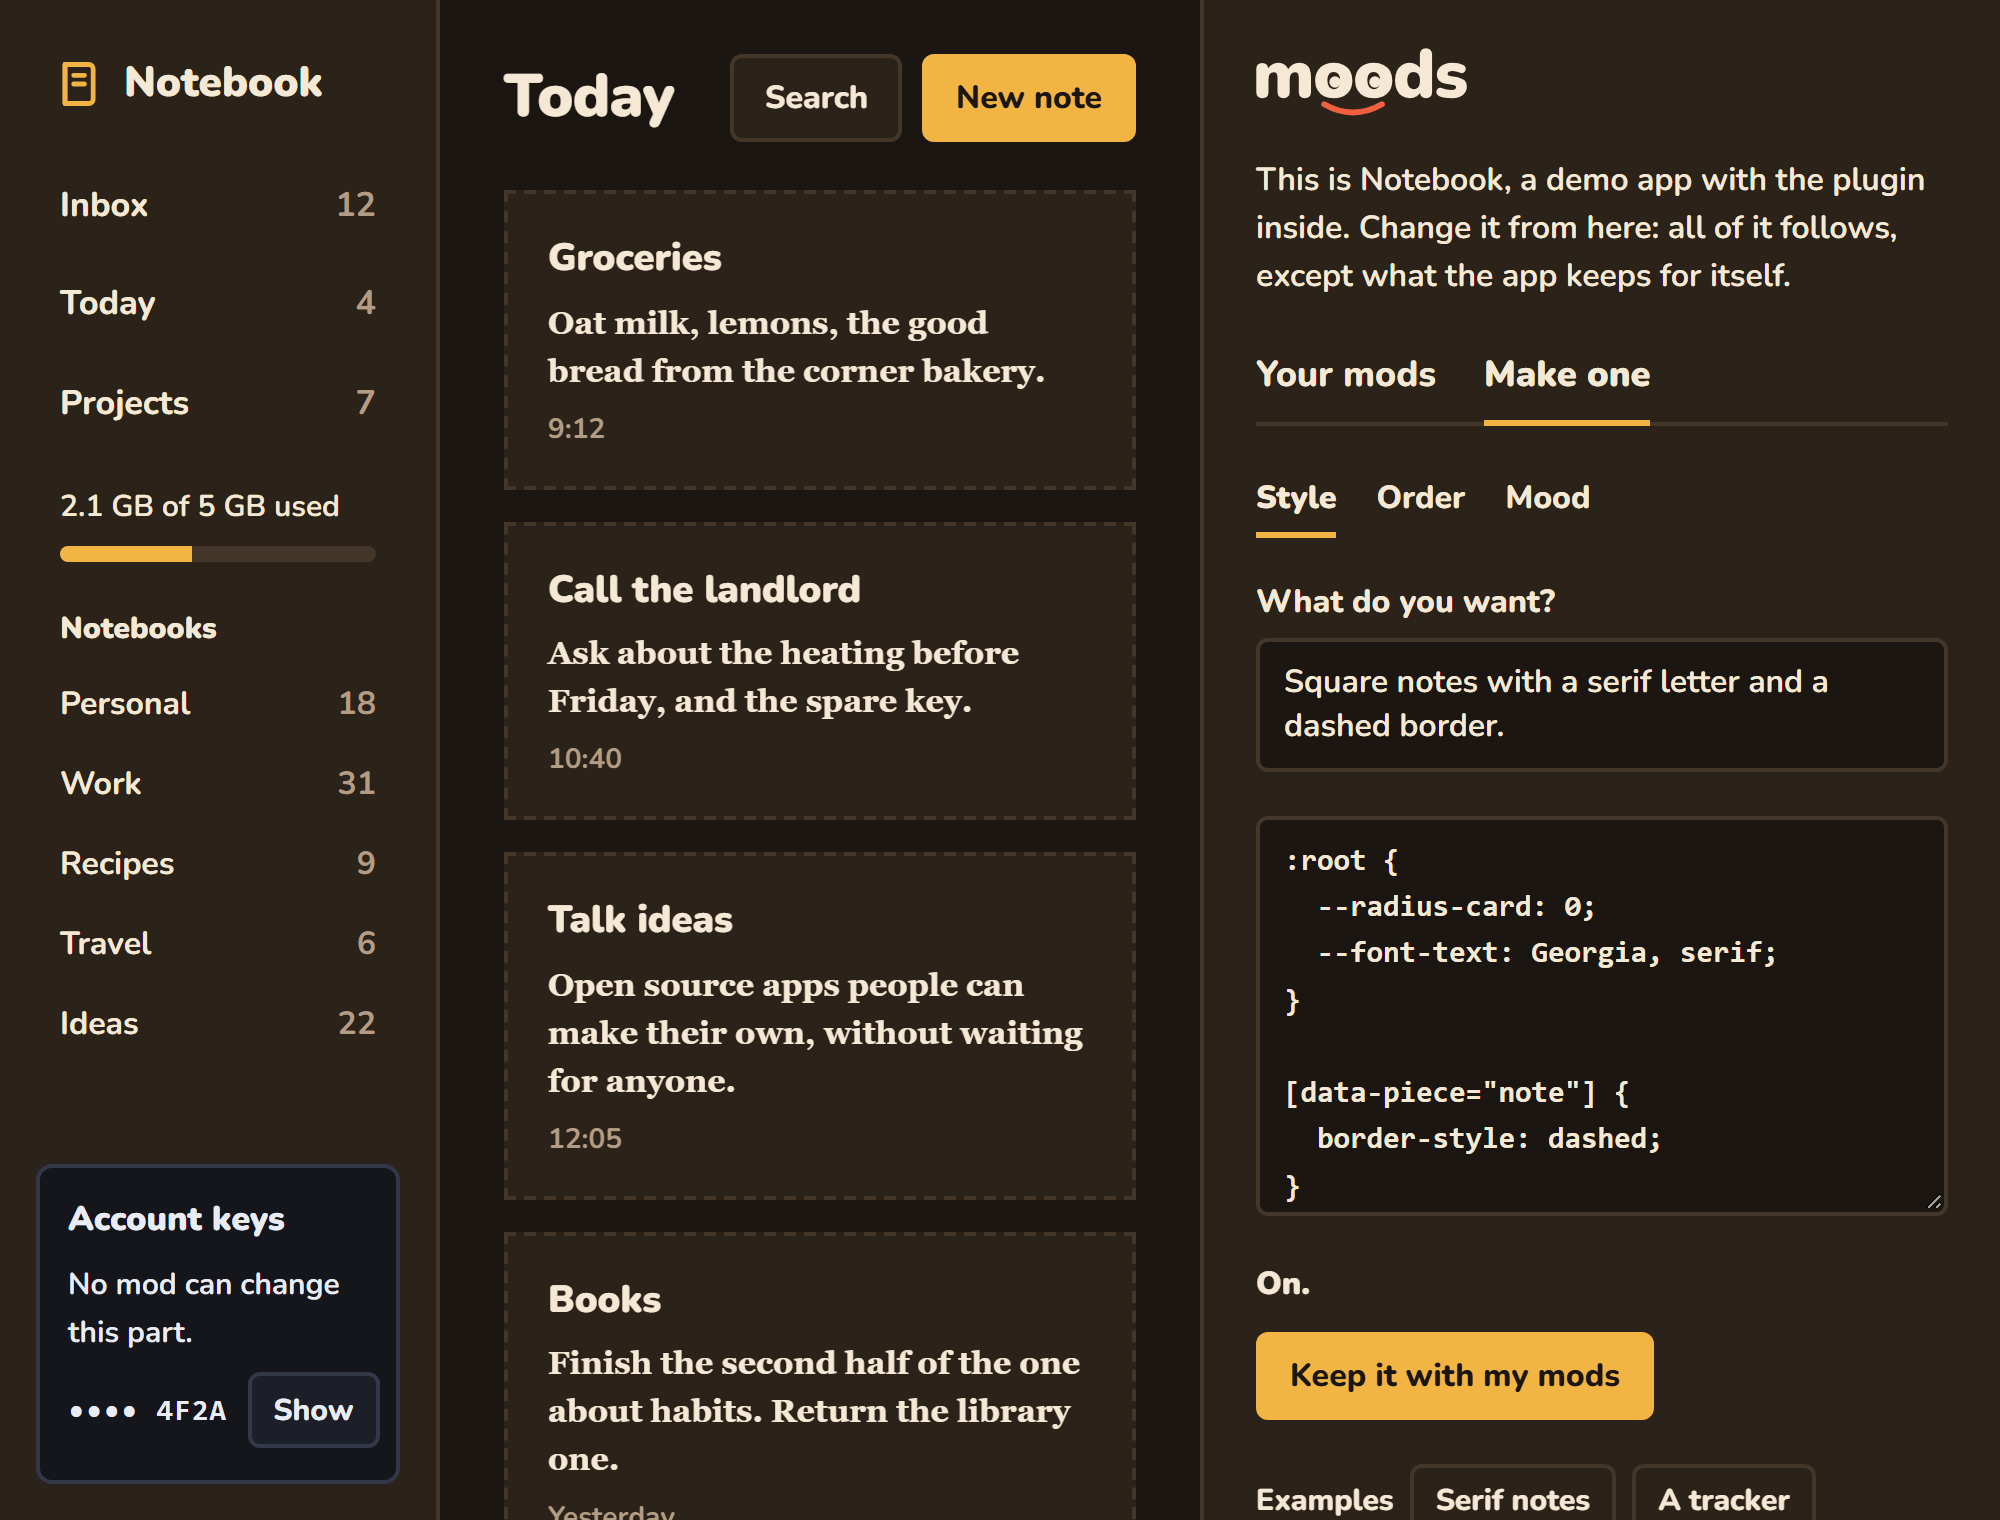 Notebook
Inbox 12
Today 4
Projects 7
2.1 GB of 5 GB used
Notebooks
Personal 18
Work 31
Recipes 9
Travel 6
Ideas 22
Account keys
No mod can change
this part.
•••• 4F2A Show
Today Search New note
Groceries
Oat milk, lemons, the good
bread from the corner bakery.
9:12
Call the landlord
Ask about the heating before
Friday, and the spare key.
10:40
Talk ideas
Open source apps people can
make their own, without waiting
for anyone.
12:05
Books
Finish the second half of the one
about habits. Return the library
one.
Yesterday
moods
This is Notebook, a demo app with the plugin
inside. Change it from here: all of it follows,
except what the app keeps for itself.
Your mods Make one
Style Order Mood
What do you want?
Square notes with a serif letter and a
dashed border.
:root {
  --radius-card: 0;
  --font-text: Georgia, serif;
}
[data-piece="note"] {
  border-style: dashed;
}
On.
Keep it with my mods
Examples Serif notes A tracker